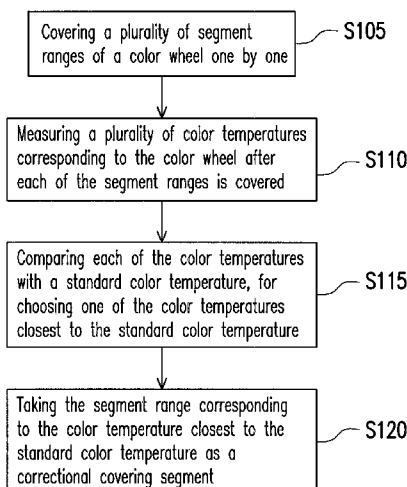 Covering a plurality of segment
ranges of a color wheel one by one
S105
Measuring a plurality of color temperatures
corresponding to the color wheel after
each of the segment ranges is covered
S110
Comparing each of the color temperatures
with a standard color temperature, for
choosing one of the color temperatures
closest to the standard color temperature
S115
Taking the segment range corresponding
to the color temperature closest to the
standard color temperature as a
correctional covering segment
S120